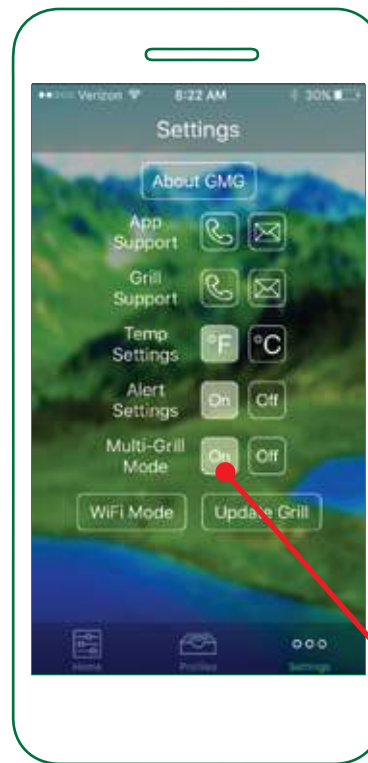 Verizon 8:22 AM 30%
Settings
About GMG
App
Support
Grill
Support
Temp
Settings
°F °C
Alert
Settings
On Off
Multi-Grill
Mode
On Off
WiFi Mode Update Grill
Home Profiles Settings